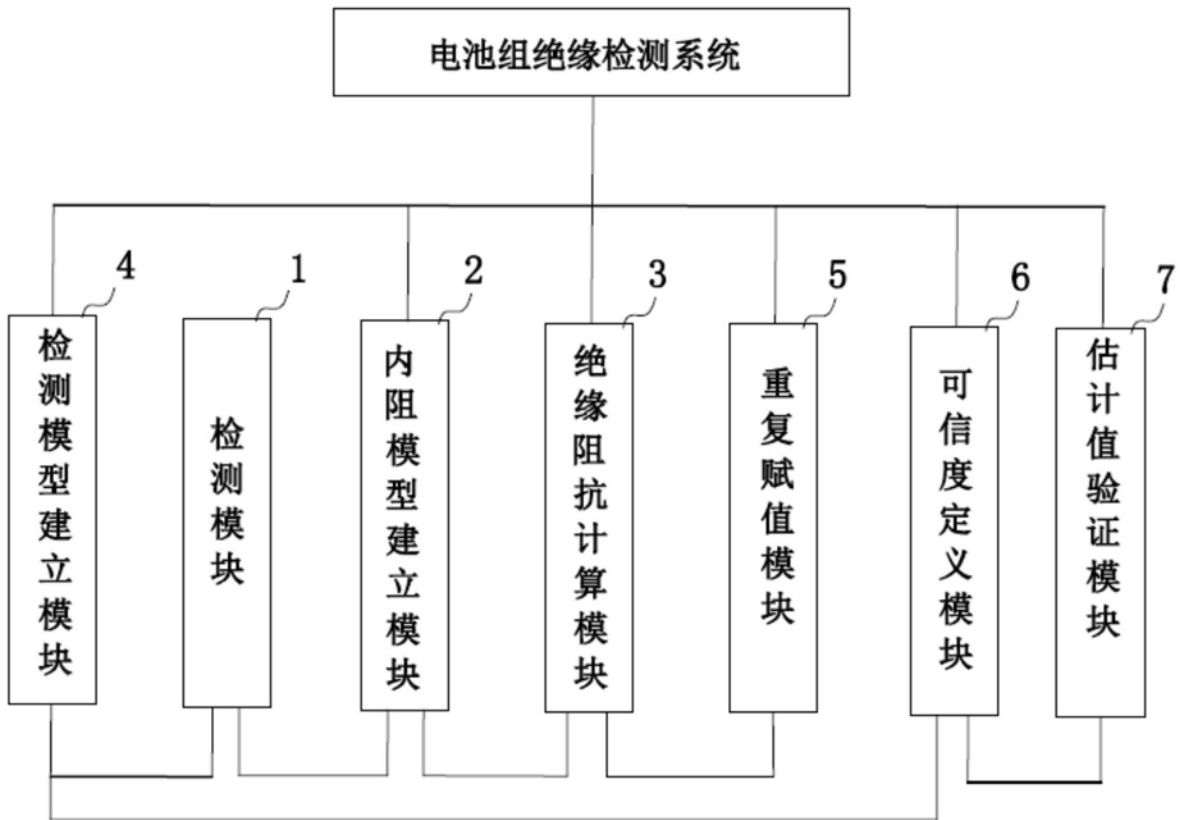 电池组绝缘检测系统
4
1
2
3
5
6
7
检测模型建立模块
检测模块
内阻模型建立模块
绝缘阻抗计算模块
重复赋值模块
可信度定义模块
估计值验证模块